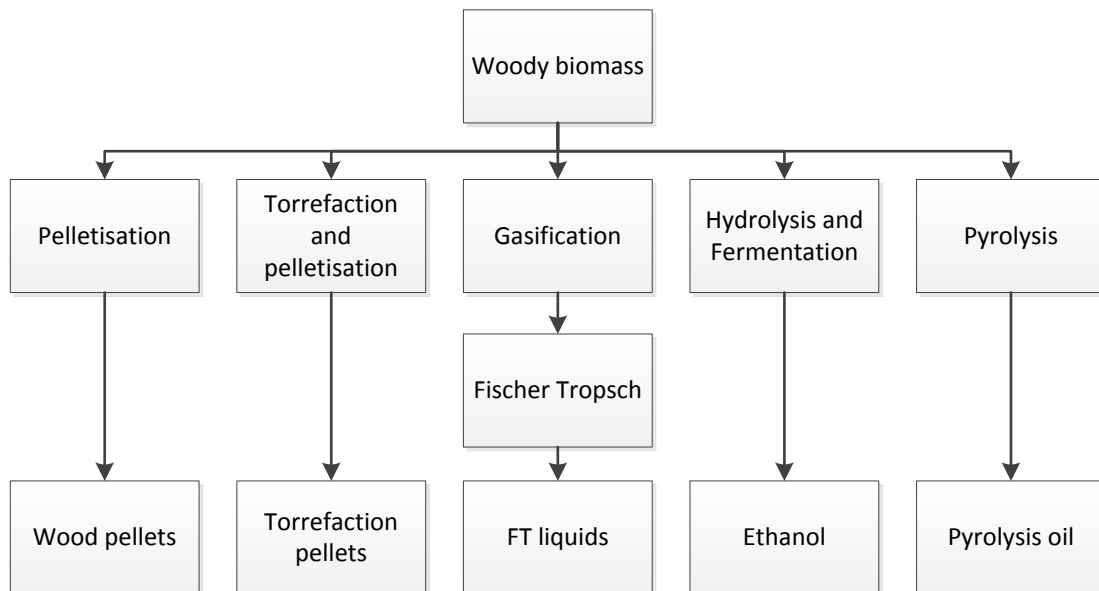 Woody biomass
Pelletisation
Torrefaction
and
pelletisation
Gasification
Hydrolysis and
Fermentation
Pyrolysis
Fischer Tropsch
Wood pellets
Torrefaction
pellets
FT liquids
Ethanol
Pyrolysis oil